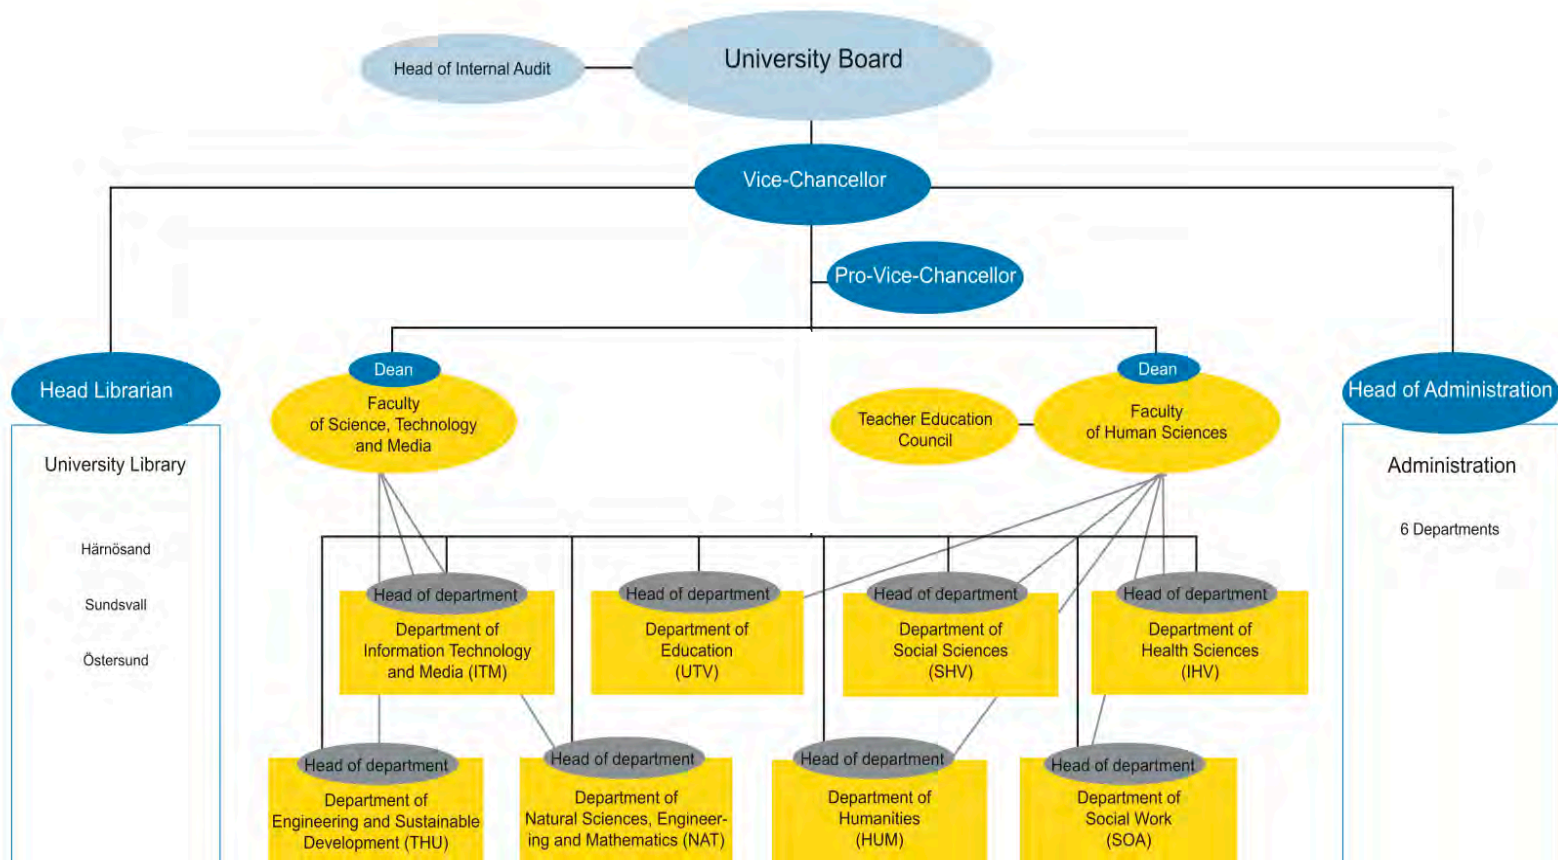 University Board
Head of Internal Audit
Vice-Chancellor
Pro-Vice-Chancellor
Head Librarian
University Library
Härnösand
Sundsvall
Östersund
Dean
Faculty
of Science, Technology
and Media
Teacher Education
Council
Dean
Faculty
of Human Sciences
Head of Administration
Administration
6 Departments
Head of department
Department of
Information Technology
and Media (ITM)
Head of department
Department of
Education
(UTV)
Head of department
Department of
Social Sciences
(SHV)
Head of department
Department of
Health Sciences
(IHV)
Head of department
Department of
Engineering and Sustainable
Development (THU)
Head of department
Department of
Natural Sciences, Engineer-
ing and Mathematics (NAT)
Head of department
Department of
Humanities
(HUM)
Head of department
Department of
Social Work
(SOA)